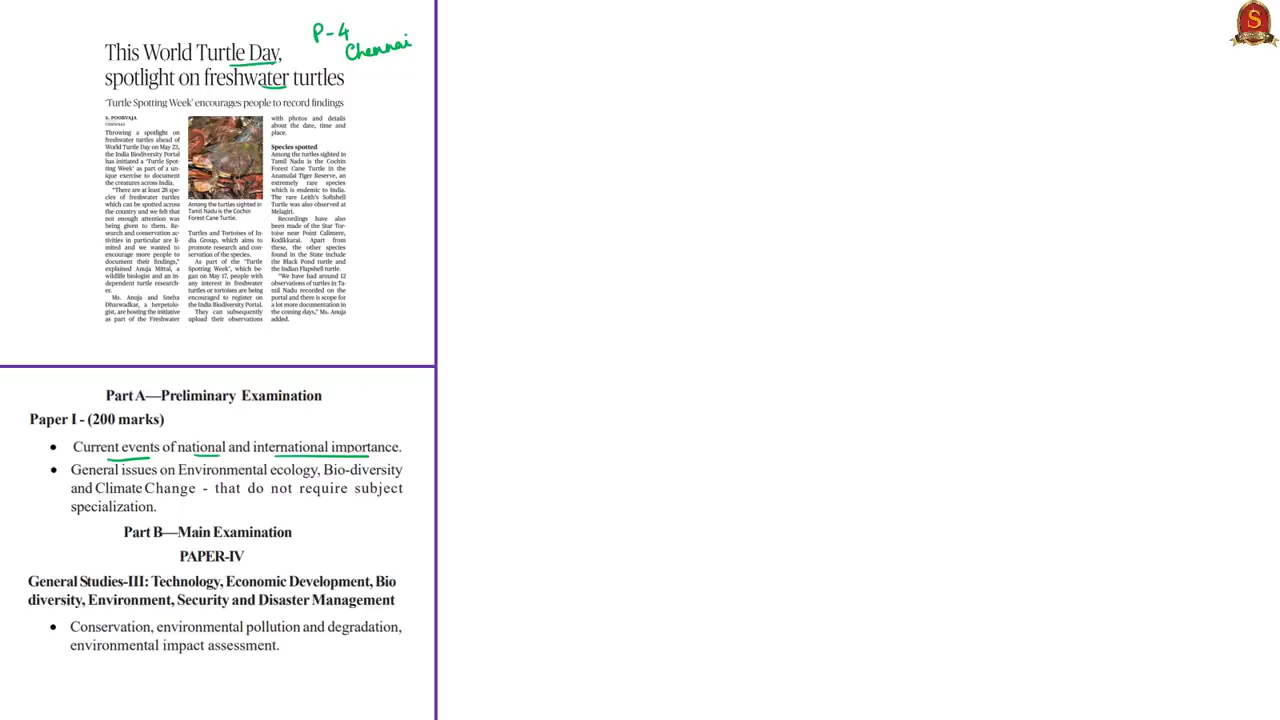 P-4
Chennai
This World Turtle Day,
spotlight on freshwater turtles
'Turtle Spotting Week' encourages people to record findings
S. POORVAJA
CHENNAI
Throwing a spotlight on
freshwater turtles ahead of
World Turtle Day on May 23,
the India Biodiversity Portal
has initiated a 'Turtle Spot-
ting Week' as part of a un-
ique exercise to document
the creatures across India.
"There are at least 28 spe-
cies of freshwater turtles
which can be spotted across
the country and we felt that
not enough attention was
being given to them. Re-
search and conservation ac-
tivities in particular are li-
mited and we wanted to
encourage more people to
document their findings,"
explained Anuja Mittal, a
wildlife biologist and an in-
dependent turtle research-
er.
Ms. Anuja and Sneha
Dharwadkar, a herpetolo-
gist, are hosting the initiative
as part of the Freshwater
Among the turtles sighted in
Tamil Nadu is the Cochin
Forest Cane Turtle.
Turtles and Tortoises of In-
dia Group, which aims to
promote research and con-
servation of the species.
As part of the 'Turtle
Spotting Week', which be-
gan on May 17, people with
any interest in freshwater
turtles or tortoises are being
encouraged to register on
the India Biodiversity Portal.
They can subsequently
upload their observations
with photos and details
about the date, time and
place.
Species spotted
Among the turtles sighted in
Tamil Nadu is the Cochin
Forest Cane Turtle in the
Anamalai Tiger Reserve, an
extremely rare species
which is endemic to India.
The rare Leith's Softshell
Turtle was also observed at
Melagiri.
Recordings have also
been made of the Star Tor-
toise near Point Calimere,
Kodikkarai. Apart from
these, the other species
found in the State include
the Black Pond turtle and
the Indian Flapshell turtle.
"We have had around 12
observations of turtles in Ta-
mil Nadu recorded on the
portal and there is scope for
a lot more documentation in
the coming days," Ms. Anuja
added.
Part A—Preliminary Examination
Paper I - (200 marks)
• Current events of national and international importance.
• General issues on Environmental ecology, Bio-diversity
and Climate Change - that do not require subject
specialization.
Part B—Main Examination
PAPER-IV
General Studies-III: Technology, Economic Development, Bio
diversity, Environment, Security and Disaster Management
• Conservation, environmental pollution and degradation,
environmental impact assessment.
S